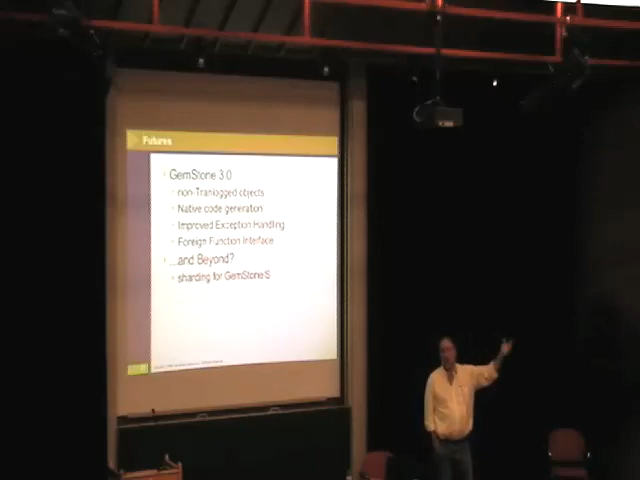 Futures
GemStone 3.0
non-Tranlogged objects
Native code generation
Improved Exception Handling
Foreign Function Interface
...and Beyond?
sharding for GemStone/S